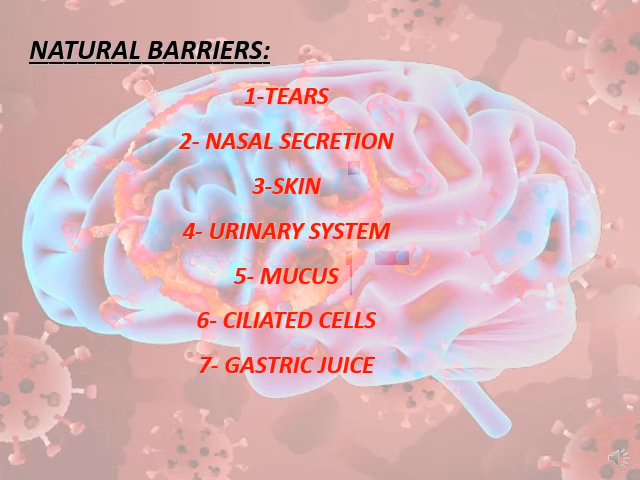 NATURAL BARRIERS:
1-TEARS
2- NASAL SECRETION
3-SKIN
4- URINARY SYSTEM
5- MUCUS
6- CILIATED CELLS
7- GASTRIC JUICE